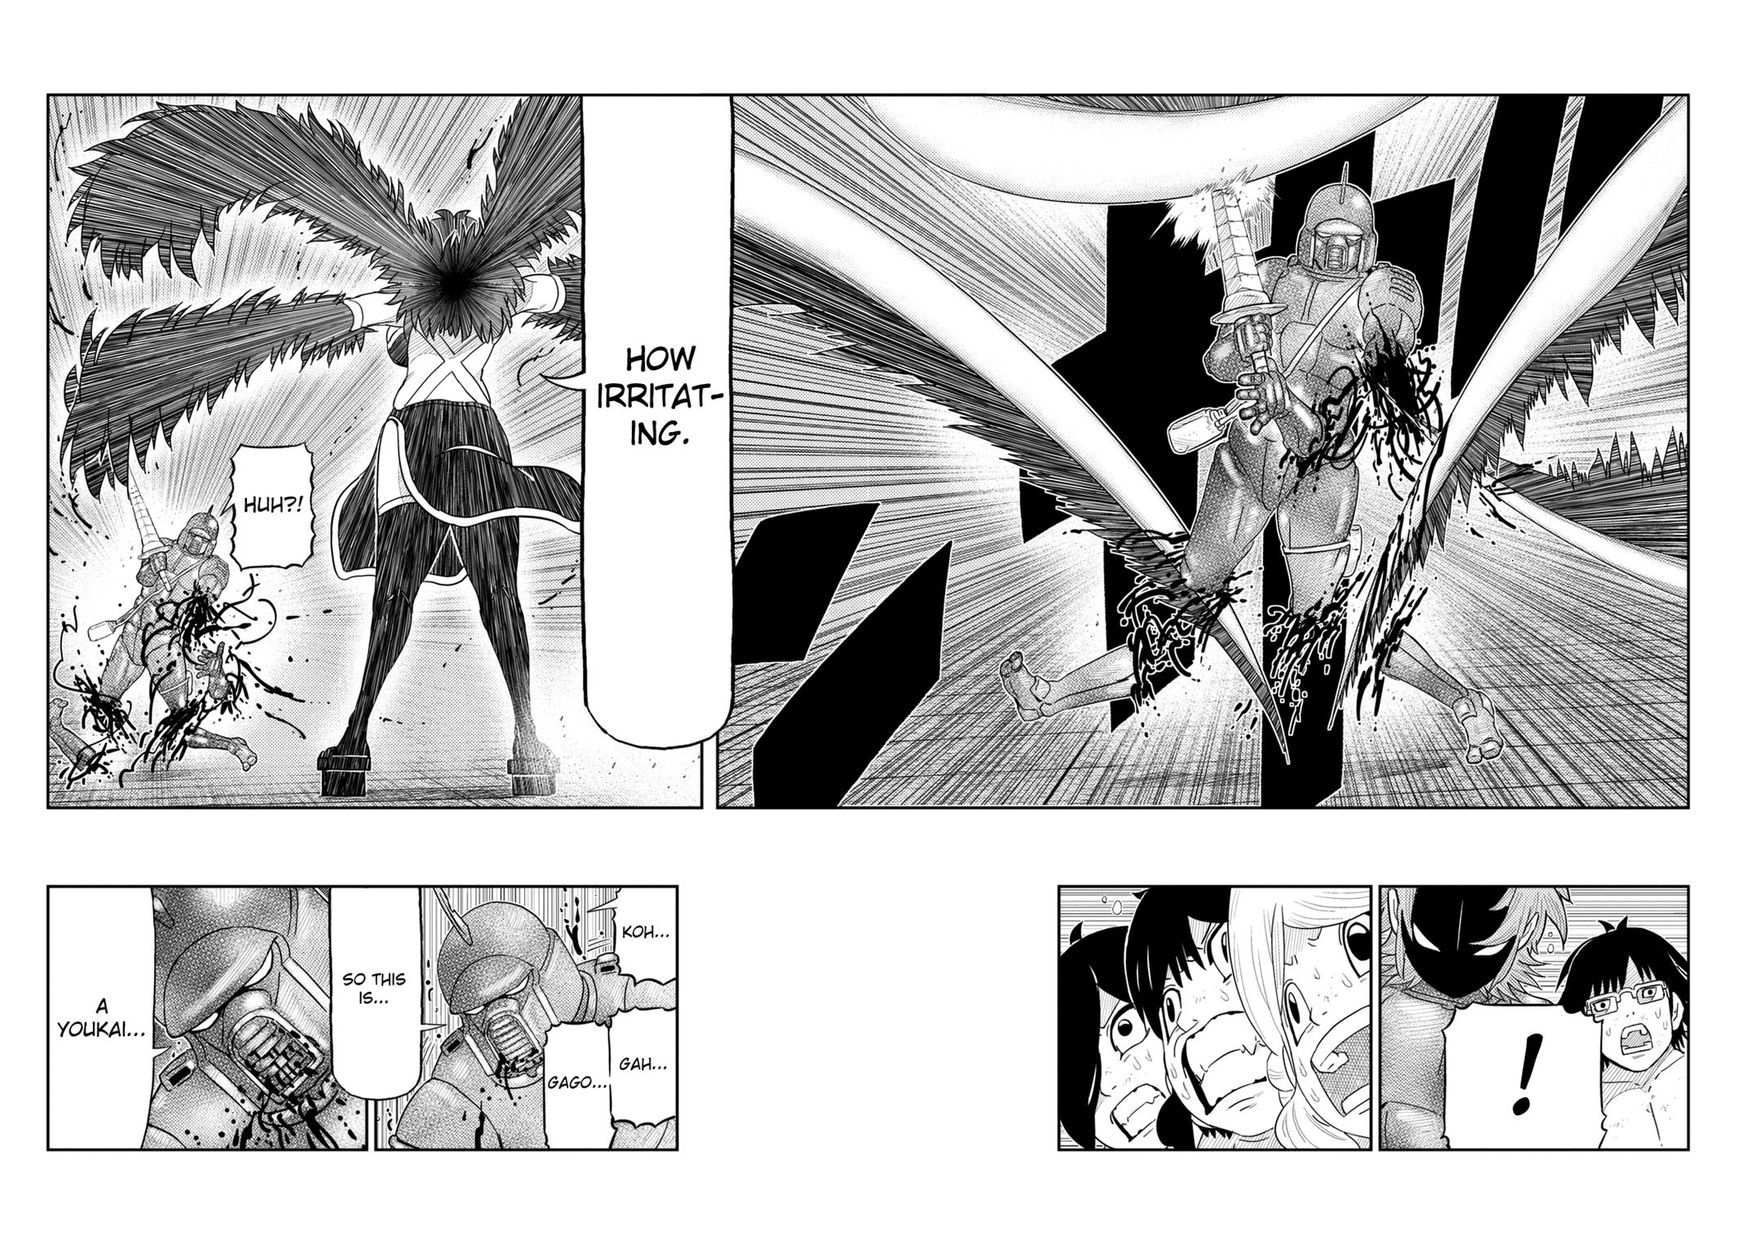 HOW
IRRITAT-
ING.
HUH?!
!
KOH...
GAH...
GAGO...
SO THIS
IS...
A
YOUKAI...